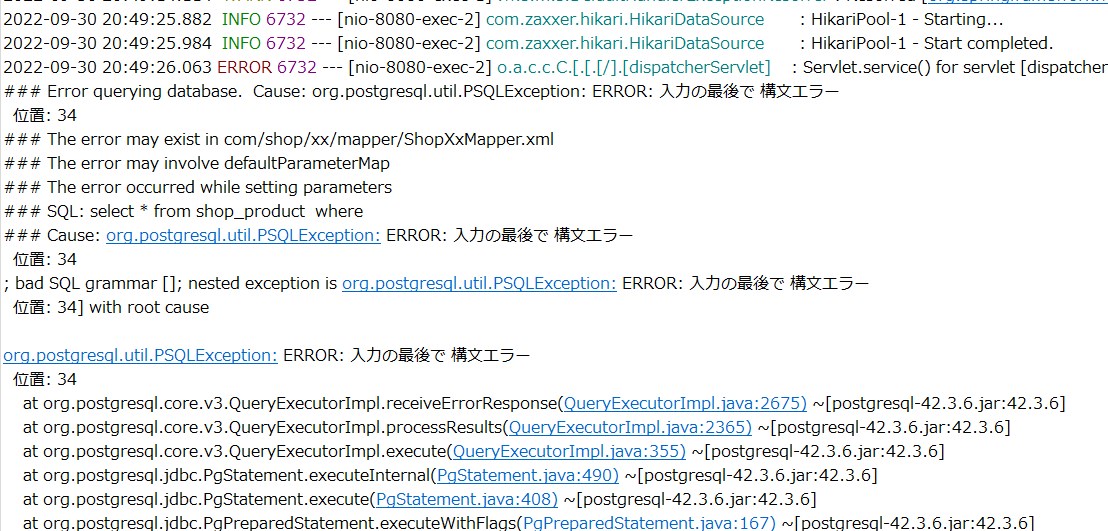 2022-09-30 20:49:25.882  INFO 6732 --- [nio-8080-exec-2] com.zaxxer.hikari.HikariDataSource       : HikariPool-1 - Starting...
2022-09-30 20:49:25.984  INFO 6732 --- [nio-8080-exec-2] com.zaxxer.hikari.HikariDataSource       : HikariPool-1 - Start completed.
2022-09-30 20:49:26.063 ERROR 6732 --- [nio-8080-exec-2] o.a.c.c.C.[.[.[/].[dispatcherServlet]    : Servlet.service() for servlet [dispatcher
### Error querying database.  Cause: org.postgresql.util.PSQLException: ERROR: 入力の最後で 構文エラー
位置: 34
### The error may exist in com/shop/xx/mapper/ShopXxMapper.xml
### The error may involve defaultParameterMap
### The error occurred while setting parameters
### SQL: select * from shop_product  where
### Cause: org.postgresql.util.PSQLException: ERROR: 入力の最後で 構文エラー
位置: 34
; bad SQL grammar []; nested exception is org.postgresql.util.PSQLException: ERROR: 入力の最後で 構文エラー
位置: 34] with root cause
org.postgresql.util.PSQLException: ERROR: 入力の最後で 構文エラー
位置: 34
at org.postgresql.core.v3.QueryExecutorImpl.receiveErrorResponse(QueryExecutorImpl.java:2675) ~[postgresql-42.3.6.jar:42.3.6]
at org.postgresql.core.v3.QueryExecutorImpl.processResults(QueryExecutorImpl.java:2365) ~[postgresql-42.3.6.jar:42.3.6]
at org.postgresql.core.v3.QueryExecutorImpl.execute(QueryExecutorImpl.java:355) ~[postgresql-42.3.6.jar:42.3.6]
at org.postgresql.jdbc.PgStatement.executeInternal(PgStatement.java:490) ~[postgresql-42.3.6.jar:42.3.6]
at org.postgresql.jdbc.PgStatement.execute(PgStatement.java:408) ~[postgresql-42.3.6.jar:42.3.6]
at org.postgresql.jdbc.PgPreparedStatement.executeWithFlags(PgPreparedStatement.java:167) ~[postgresql-42.3.6.jar:42.3.6]